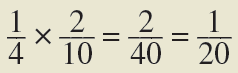 1/4 × 2/10 = 2/40 = 1/20